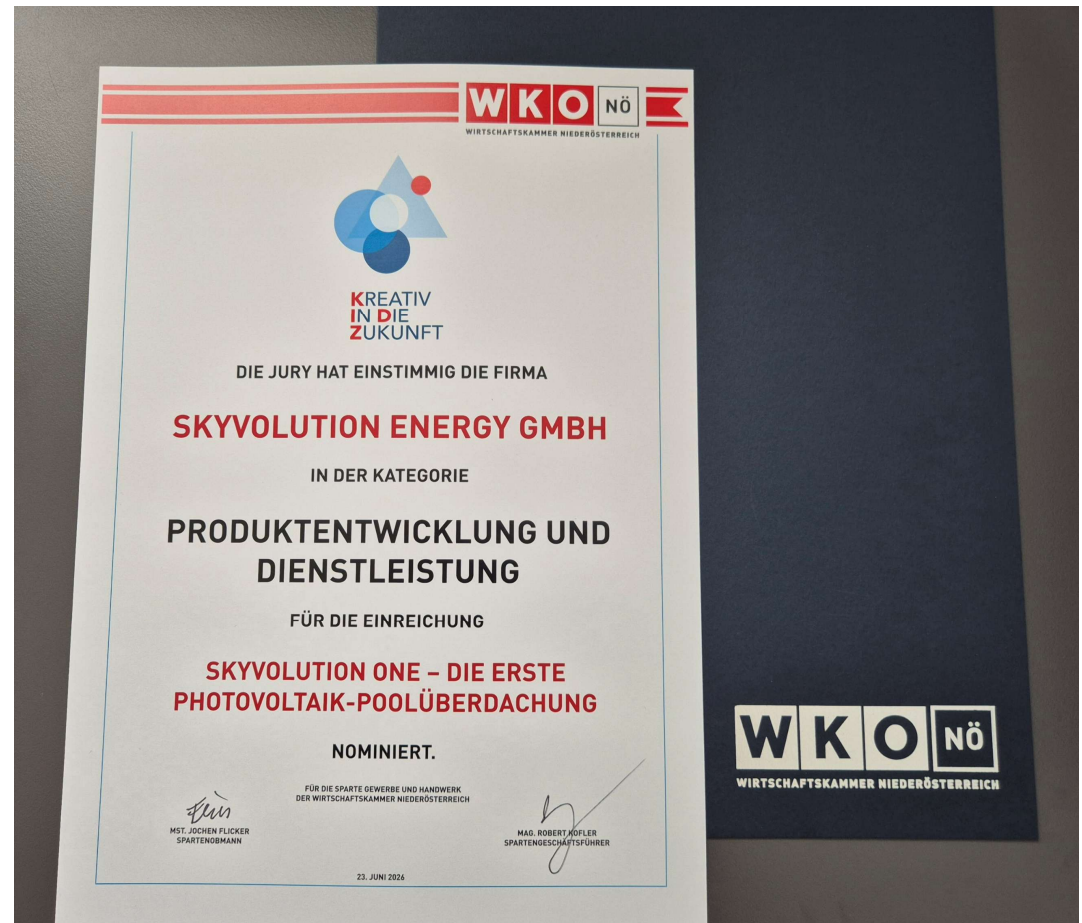 WKO NÖ
WIRTSCHAFTSKAMMER NIEDERÖSTERREICH
KREATIV
IN DIE
ZUKUNFT
DIE JURY HAT EINSTIMMIG DIE FIRMA
SKYVOLUTION ENERGY GMBH
IN DER KATEGORIE
PRODUKTENTWICKLUNG UND
DIENSTLEISTUNG
FÜR DIE EINREICHUNG
SKYVOLUTION ONE – DIE ERSTE
PHOTOVOLTAIK-POOLÜBERDACHUNG
NOMINIERT.
FÜR DIE SPARTE GEWERBE UND HANDWERK
DER WIRTSCHAFTSKAMMER NIEDERÖSTERREICH
MST. JOCHEN FLICKER
SPARTENOBMANN
MAG. ROBERT KOFLER
SPARTENGESCHÄFTSFÜHRER
23. JUNI 2026
WKO NÖ
WIRTSCHAFTSKAMMER NIEDERÖSTERREICH